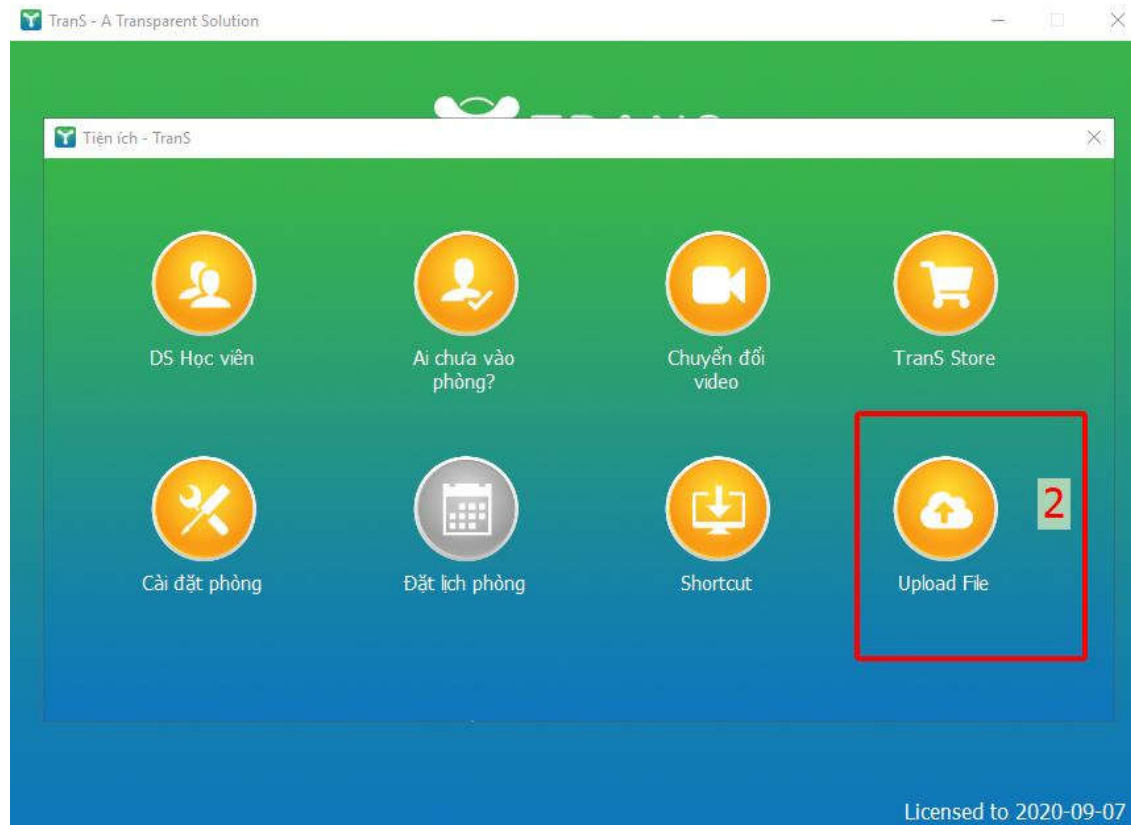 TranS - A Transparent Solution
Tiện ích - TranS
DS Học viên
Ai chưa vào
phòng?
Chuyển đổi
video
TranS Store
Cài đặt phòng
Đặt lịch phòng
Shortcut
Upload File
2
Licensed to 2020-09-07